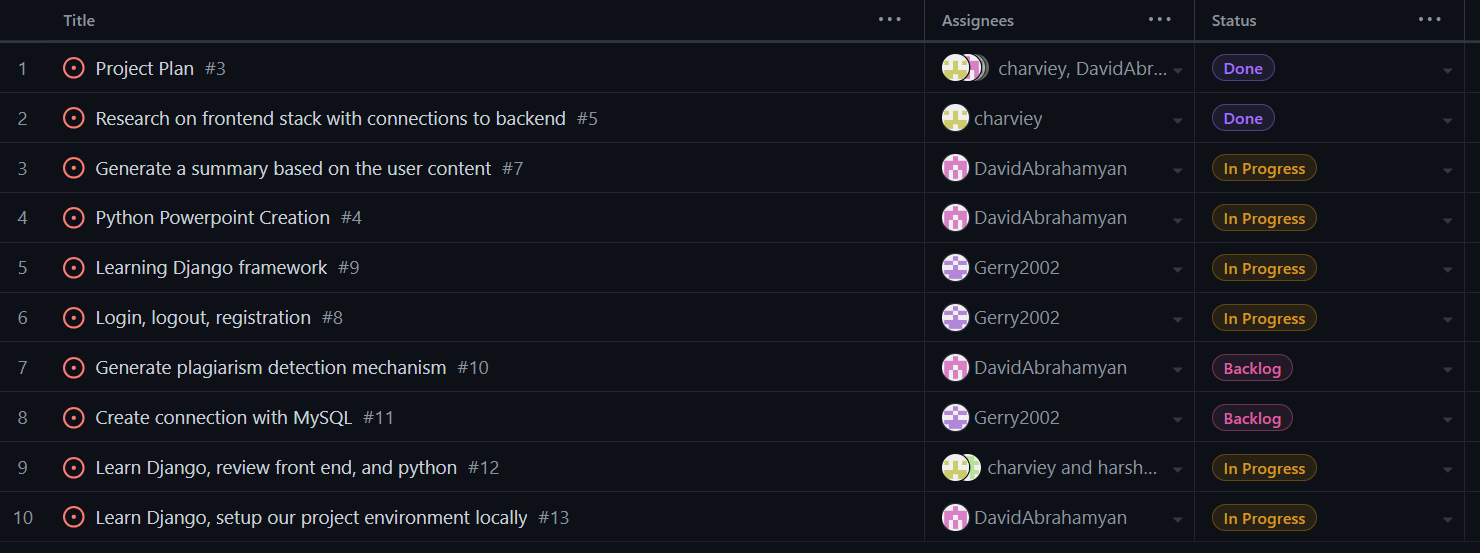 Title ... Assignees ... Status ...
1 Project Plan #3 charviey, DavidAbr... Done
2 Research on frontend stack with connections to backend #5 charviey Done
3 Generate a summary based on the user content #7 DavidAbrahamyan In Progress
4 Python Powerpoint Creation #4 DavidAbrahamyan In Progress
5 Learning Django framework #9 Gerry2002 In Progress
6 Login, logout, registration #8 Gerry2002 In Progress
7 Generate plagiarism detection mechanism #10 DavidAbrahamyan Backlog
8 Create connection with MySQL #11 Gerry2002 Backlog
9 Learn Django, review front end, and python #12 charviey and harsh... In Progress
10 Learn Django, setup our project environment locally #13 DavidAbrahamyan In Progress